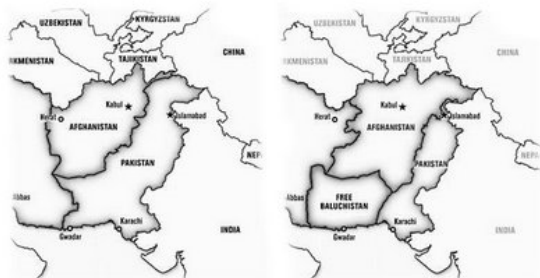 UZBEKISTAN
KYRGYZSTAN
TAJIKISTAN
CHINA
RKMENISTAN
Kabul
Herat
AFGHANISTAN
Islamabad
PAKISTAN
NEP
Abbas
INDIA
Karachi
Gwadar
UZBEKISTAN
KYRGYZSTAN
TAJIKISTAN
CHINA
RKMENISTAN
Kabul
Herat
AFGHANISTAN
Islamabad
PAKISTAN
NEPA
Abbas
FREE
BALUCHISTAN
INDIA
Karachi
Gwadar